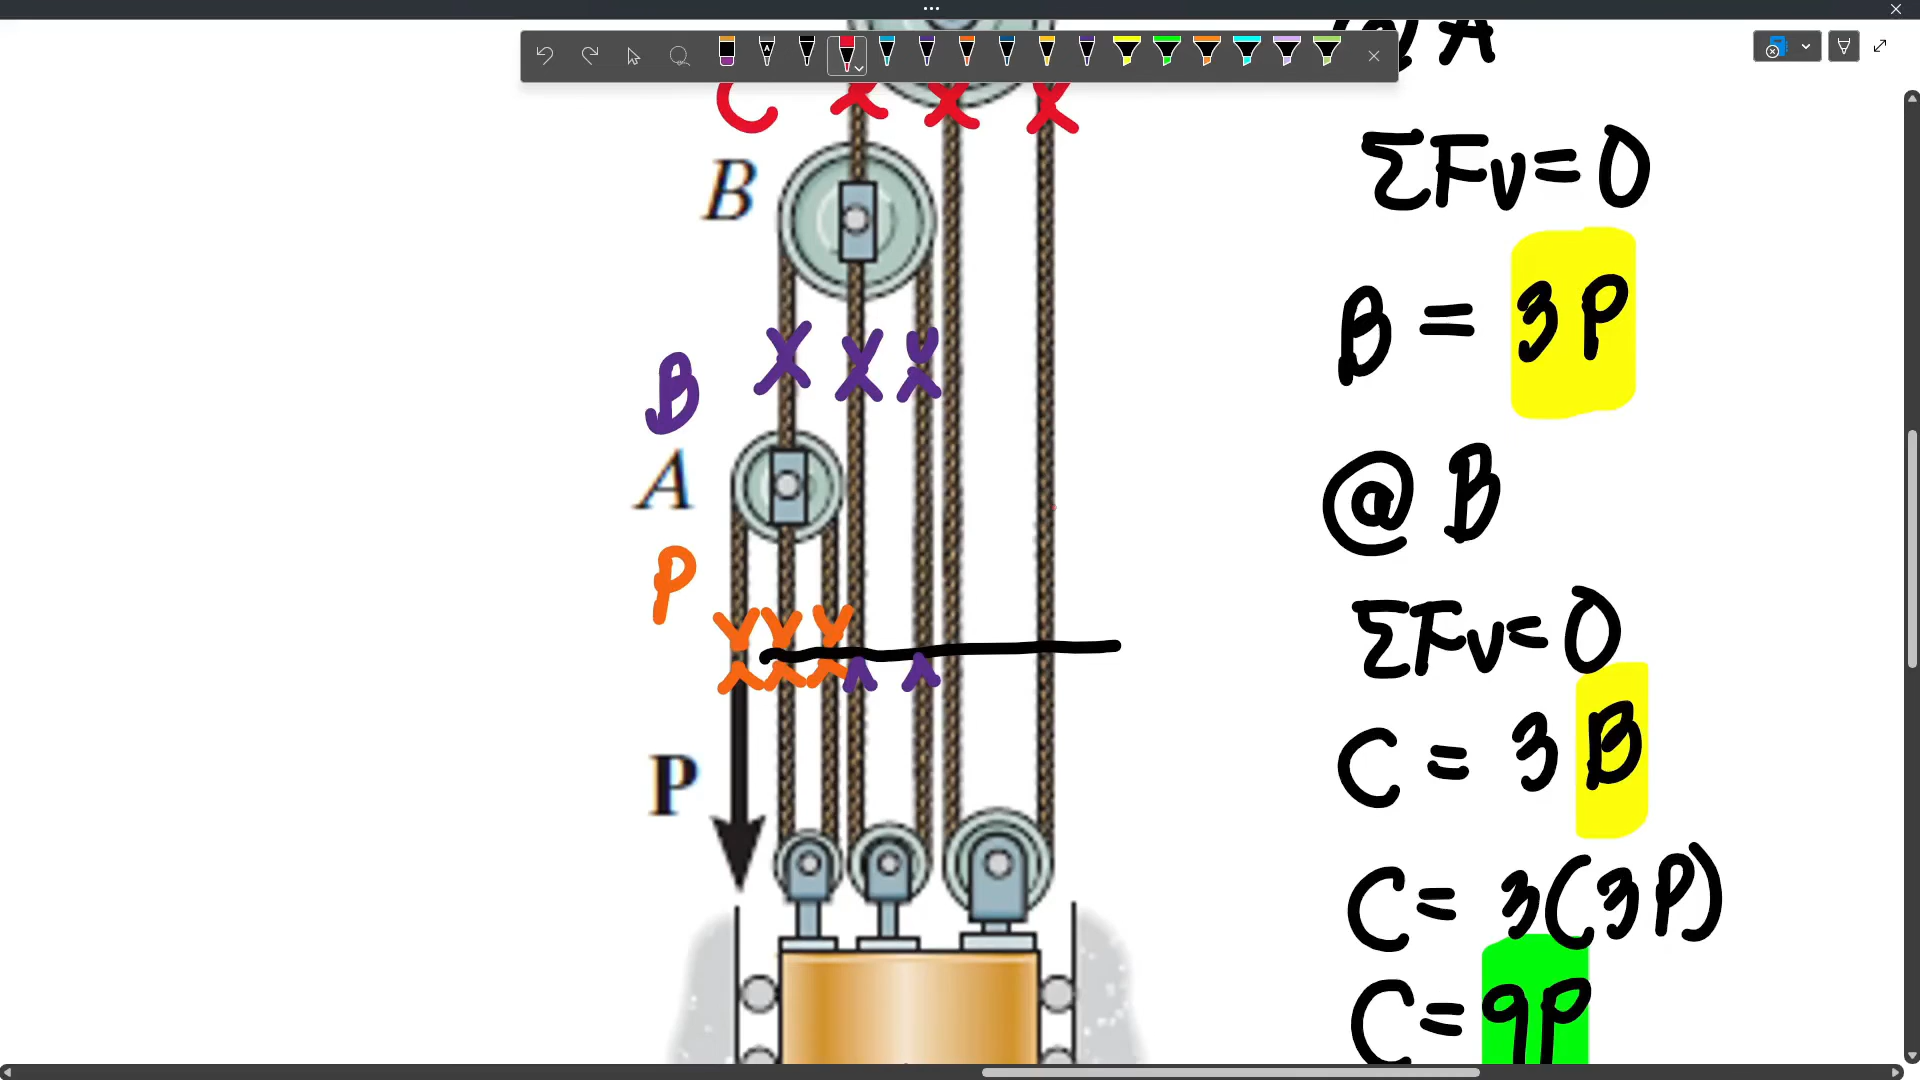 @ A
C
B
ΣFv=0
B = 3P
B
A
@ B
P
ΣFv=0
P
C = 3B
C = 3(3P)
C = 9P